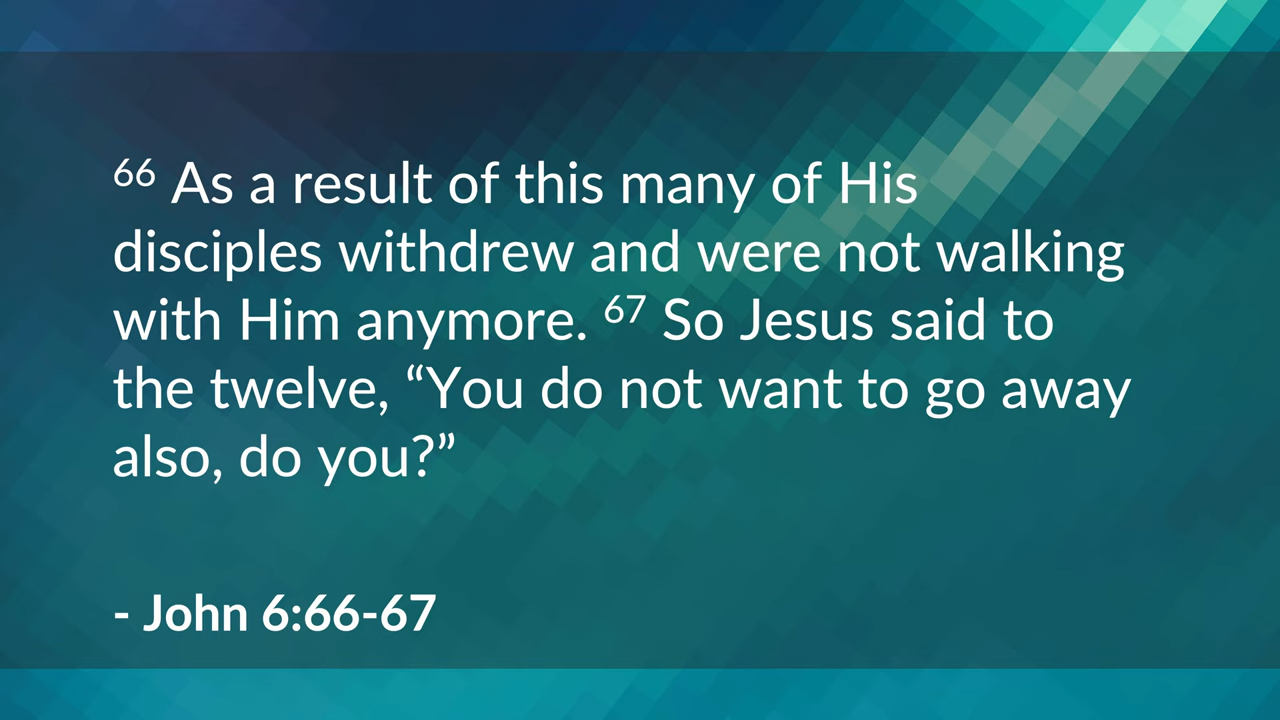 66 As a result of this many of His
disciples withdrew and were not walking
with Him anymore. 67 So Jesus said to
the twelve, “You do not want to go away
also, do you?”
- John 6:66-67